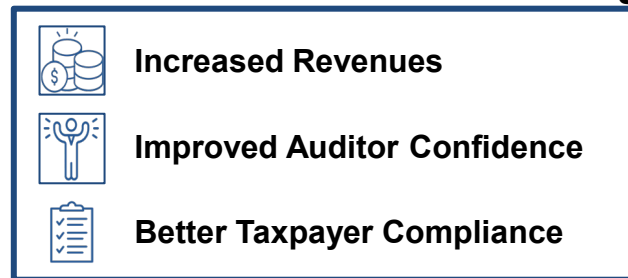 $
Increased Revenues
Improved Auditor Confidence
Better Taxpayer Compliance